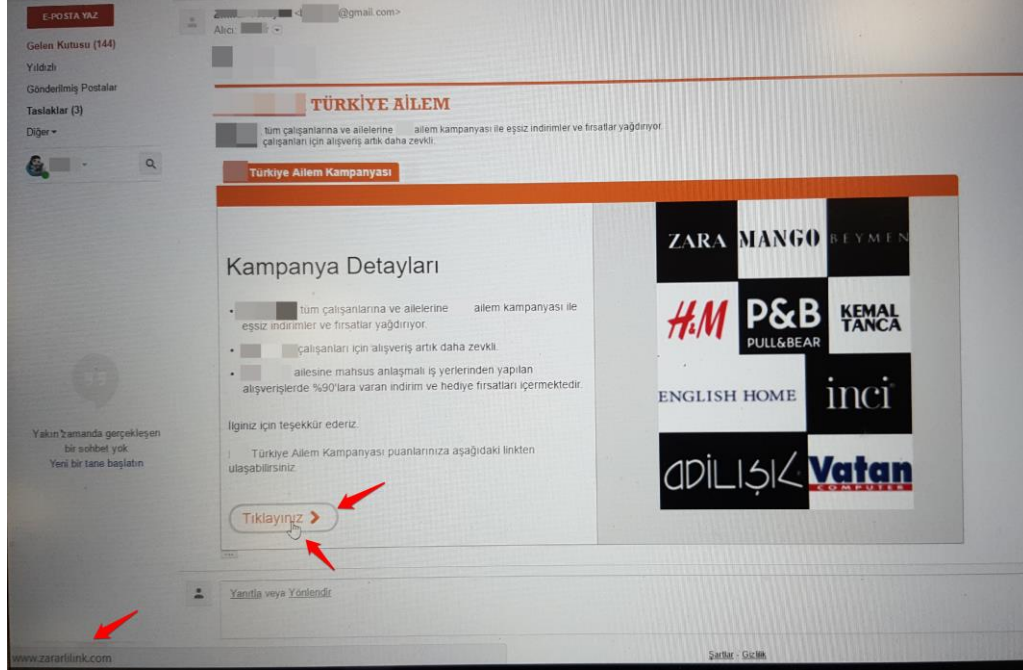 E-POSTA YAZ
@gmail.com>
Alıcı:
Gelen Kutusu (144)
Yıldızlı
Gönderilmiş Postalar
Taslaklar (3)
Diğer
TÜRKİYE AİLEM
tüm çalışanlarına ve ailelerine ailem kampanyası ile eşsiz indirimler ve fırsatlar yağdırıyor.
çalışanları için alışveriş artık daha zevkli.
Türkiye Ailem Kampanyası
Kampanya Detayları
tüm çalışanlarına ve ailelerine ailem kampanyası ile
eşsiz indirimler ve fırsatlar yağdırıyor.
çalışanları için alışveriş artık daha zevkli.
ailesine mahsus anlaşmalı iş yerlerinden yapılan
alışverişlerde %90'lara varan indirim ve hediye fırsatları içermektedir.
İlginiz için teşekkür ederiz.
Türkiye Ailem Kampanyası puanlarınıza aşağıdaki linkten
ulaşabilirsiniz
Tıklayınız
ZARA MANGO BEYMEN
H&M P&B PULL&BEAR KEMAL TANCA
ENGLISH HOME inci
ADİLIŞIK Vatan COMPUTER
Yakın zamanda gerçekleşen
bir sohbet yok
Yeni bir tane başlatın
Yanıtla veya Yönlendir
www.zararlilink.com
Şartlar - Gizlilik